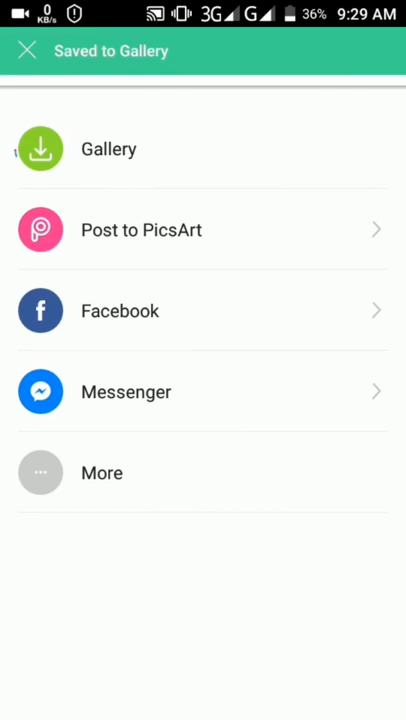 0 KB/s 3G G 36% 9:29 AM
Saved to Gallery
Gallery
Post to PicsArt
Facebook
Messenger
More